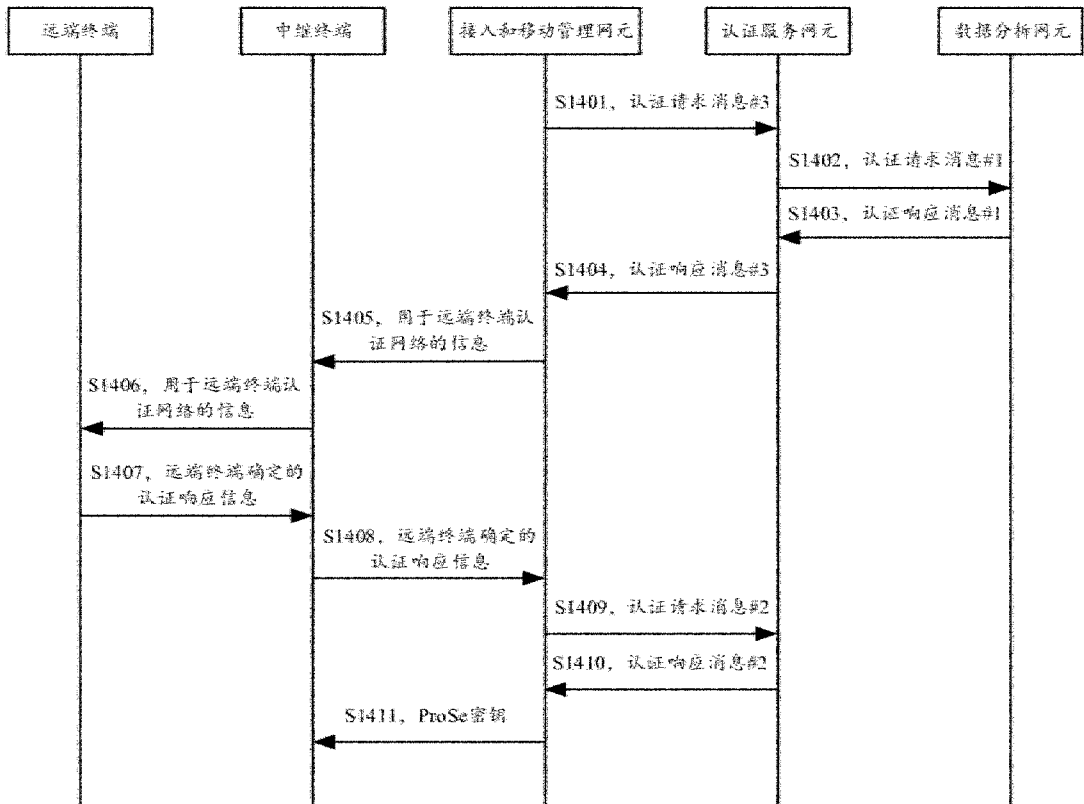 远端终端
中继终端
接入和移动管理网元
认证服务网元
数据分析网元
S1401，认证请求消息#3
S1402，认证请求消息#1
S1403，认证响应消息#1
S1404，认证响应消息#3
S1405，用于远端终端认
证网络的信息
S1406，用于远端终端认
证网络的信息
S1407，远端终端确定的
认证响应信息
S1408，远端终端确定的
认证响应信息
S1409，认证请求消息#2
S1410，认证响应消息#2
S1411，ProSe密钥